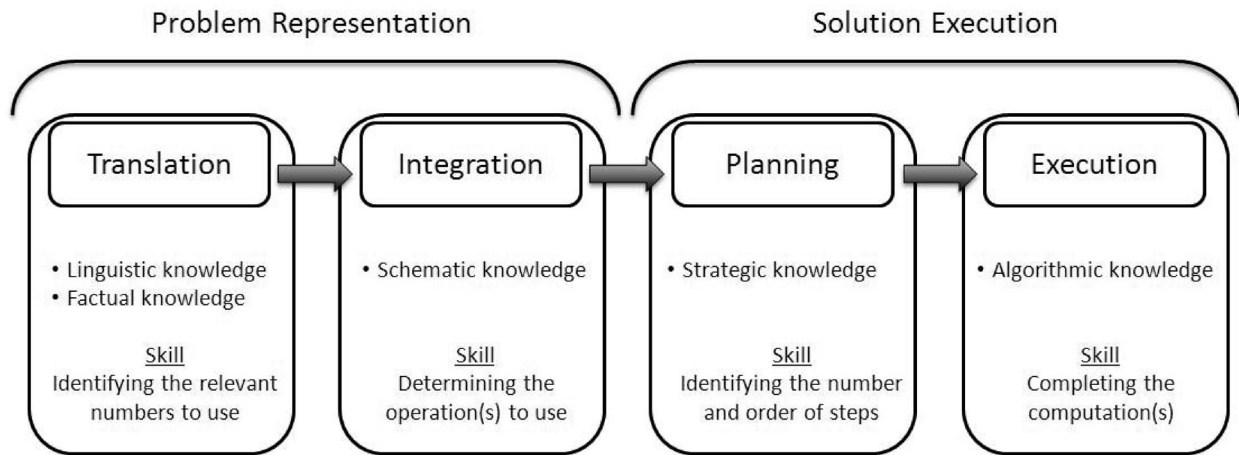 Problem Representation
Solution Execution
Translation
• Linguistic knowledge
• Factual knowledge
Skill
Identifying the relevant
numbers to use
Integration
• Schematic knowledge
Skill
Determining the
operation(s) to use
Planning
• Strategic knowledge
Skill
Identifying the number
and order of steps
Execution
• Algorithmic knowledge
Skill
Completing the
computation(s)